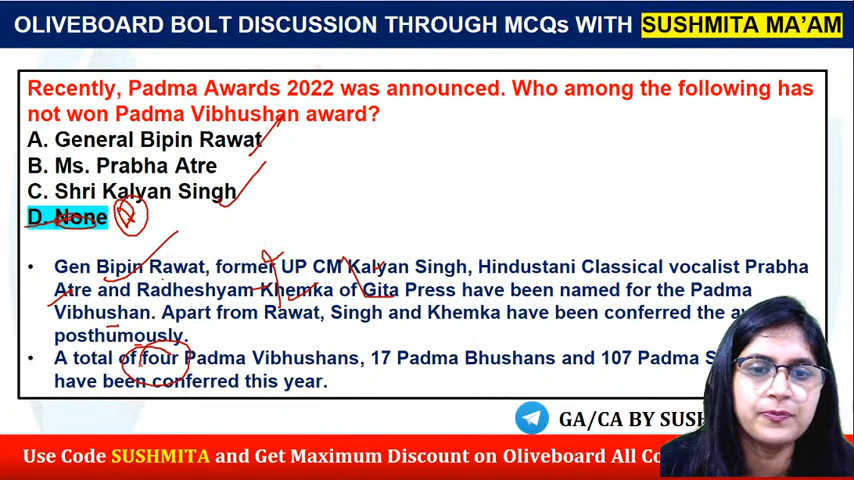 OLIVEBOARD BOLT DISCUSSION THROUGH MCQs WITH SUSHMITA MA’AM
Recently, Padma Awards 2022 was announced. Who among the following has
not won Padma Vibhushan award?
A. General Bipin Rawat
B. Ms. Prabha Atre
C. Shri Kalyan Singh
D. None
• Gen Bipin Rawat, former UP CM Kalyan Singh, Hindustani Classical vocalist Prabha
Atre and Radheshyam Khemka of Gita Press have been named for the Padma
Vibhushan. Apart from Rawat, Singh and Khemka have been conferred the
posthumously.
• A total of four Padma Vibhushans, 17 Padma Bhushans and 107 Padma
have been conferred this year.
GA/CA BY
Use Code SUSHMITA and Get Maximum Discount on Oliveboard All